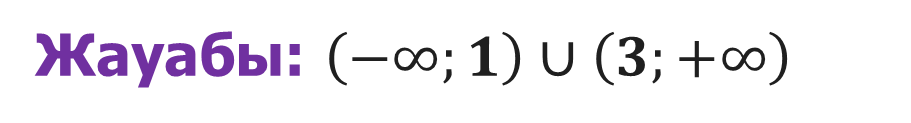 Жауабы: (−∞; 1) ∪ (3; +∞)